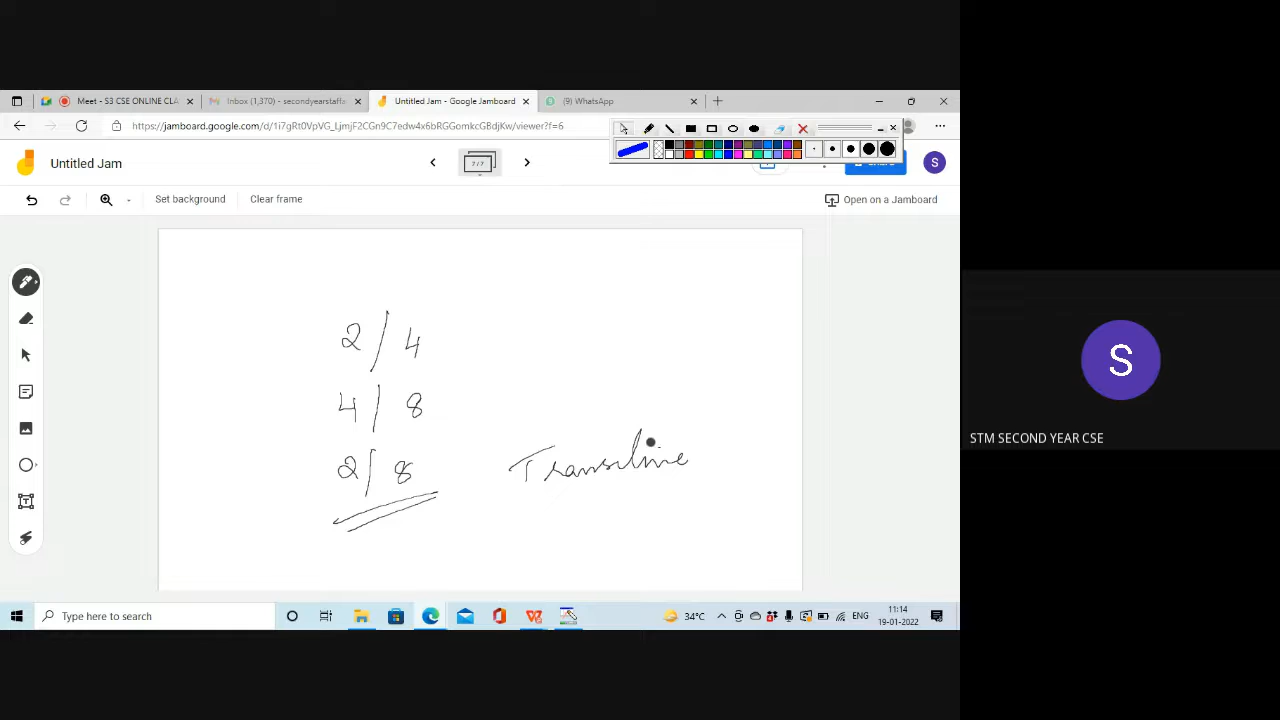 Meet - S3 CSE ONLINE CLA
Inbox (1,370) - secondyearstaffa
Untitled Jam - Google Jamboard
(9) WhatsApp
https://jamboard.google.com/d/1i7gRt0VpVG_LjmjF2CGn9C7edw4x6bRGGomkcGBdjKw/viewer?f=6
Untitled Jam
7 / 7
S
Set background
Clear frame
Open on a Jamboard
2 / 4
4 / 8
2 / 8
S
STM SECOND YEAR CSE
Type here to search
34°C
ENG
11:14
19-01-2022